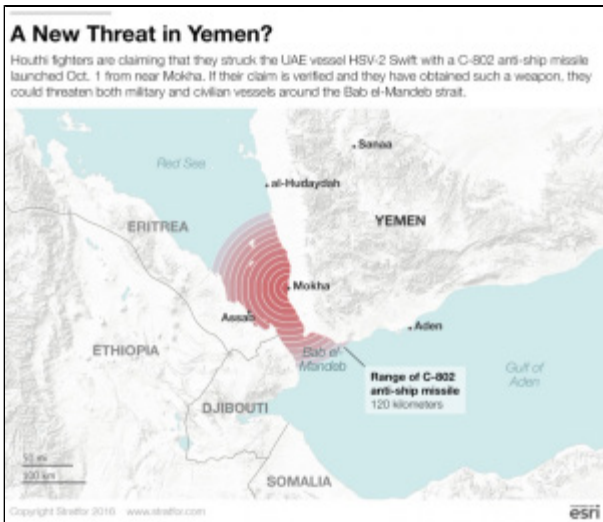 A New Threat in Yemen?
Houthi fighters are claiming that they struck the UAE vessel HSV-2 Swift with a C-802 anti-ship missile
launched Oct. 1 from near Mokha. If their claim is verified and they have obtained such a weapon, they
could threaten both military and civilian vessels around the Bab el-Mandeb strait.
Red Sea
Sanaa
al-Hudaydah
ERITREA
YEMEN
Mokha
Assab
Aden
ETHIOPIA
Bab el-
Mandeb
Gulf of
Aden
Range of C-802
anti-ship missile
120 kilometers
DJIBOUTI
50 mi
100 km
SOMALIA
Copyright Stratfor 2016 www.stratfor.com
esri